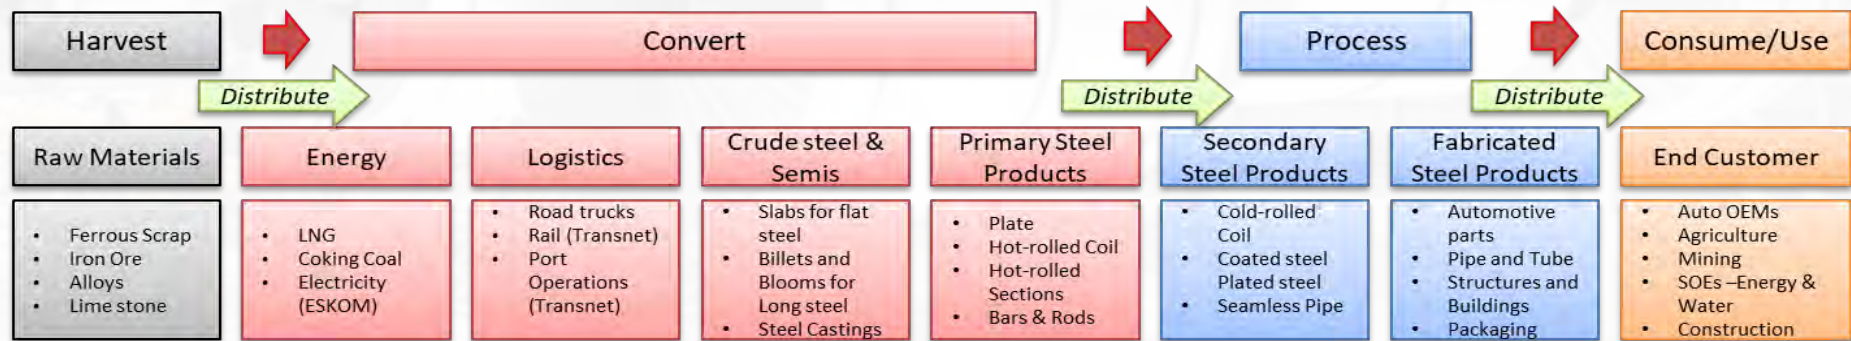 Harvest
Convert
Process
Consume/Use
Distribute
Distribute
Distribute
Raw Materials
Energy
Logistics
Crude steel &
Semis
Primary Steel
Products
Secondary
Steel Products
Fabricated
Steel Products
End Customer
• Ferrous Scrap
• Iron Ore
• Alloys
• Lime stone
• LNG
• Coking Coal
• Electricity
(ESKOM)
• Road trucks
• Rail (Transnet)
• Port
Operations
(Transnet)
• Slabs for flat
steel
• Billets and
Blooms for
Long steel
• Steel Castings
• Plate
• Hot-rolled Coil
• Hot-rolled
Sections
• Bars & Rods
• Cold-rolled
Coil
• Coated steel
Plated steel
• Seamless Pipe
• Automotive
parts
• Pipe and Tube
• Structures and
Buildings
• Packaging
• Auto OEMs
• Agriculture
• Mining
• SOEs –Energy &
Water
• Construction